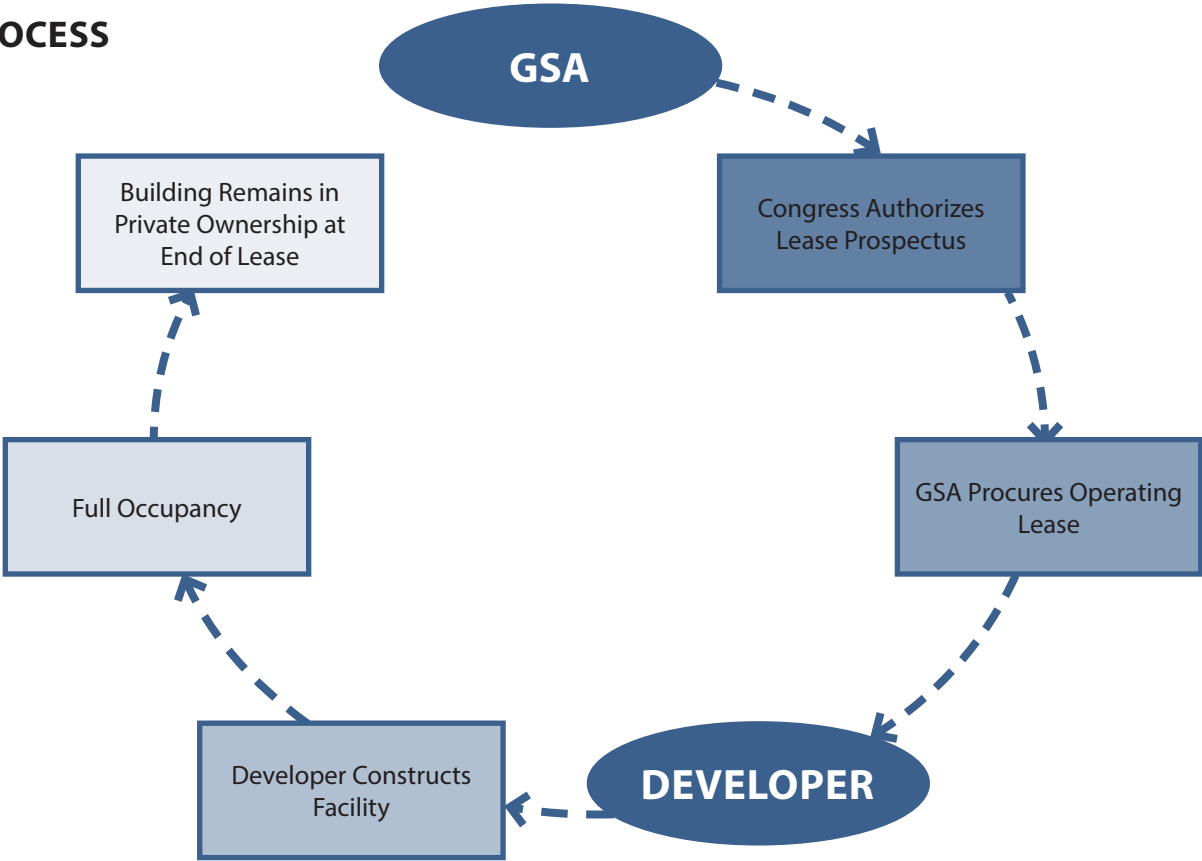 OCESS
GSA
Congress Authorizes
Lease Prospectus
GSA Procures Operating
Lease
DEVELOPER
Developer Constructs
Facility
Full Occupancy
Building Remains in
Private Ownership at
End of Lease